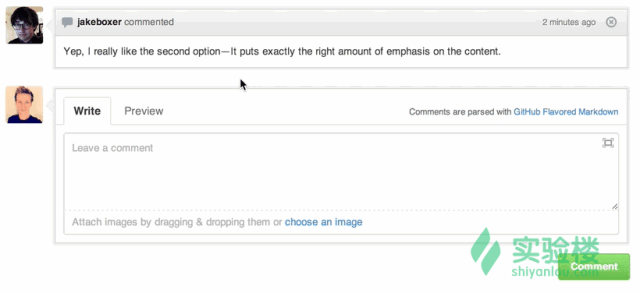 jakeboxer commented
2 minutes ago
Yep, I really like the second option—It puts exactly the right amount of emphasis on the content.
Write
Preview
Comments are parsed with GitHub Flavored Markdown
Leave a comment
Attach images by dragging & dropping them or choose an image
实验楼
shiyanlou.com
Comment